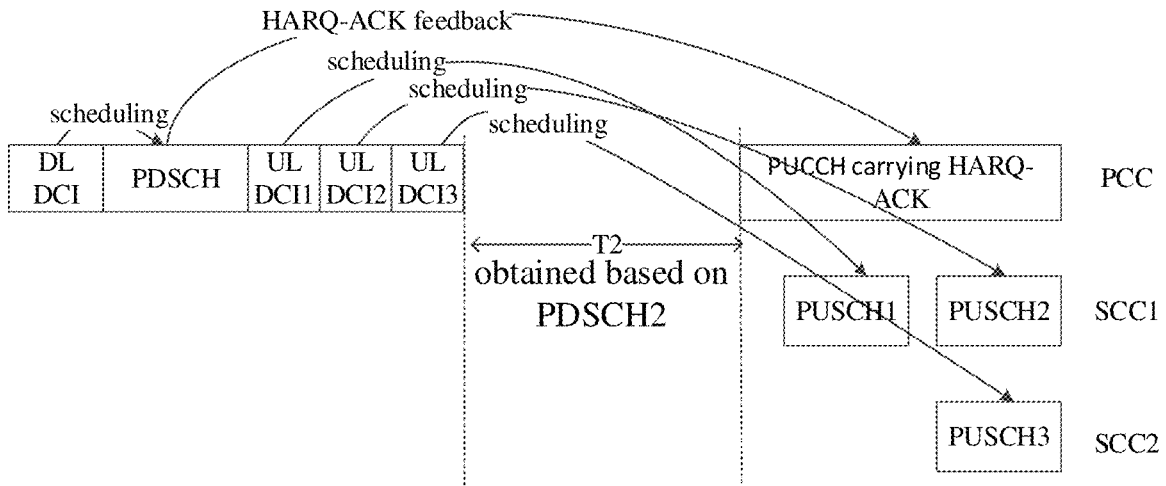 HARQ-ACK feedback
scheduling
scheduling
scheduling
scheduling
DL
DCI
PDSCH
UL
DCI1
UL
DCI2
UL
DCI3
PUCCH carrying HARQ-
ACK
PCC
T2
obtained based on
PDSCH2
PUSCH1
PUSCH2
SCC1
PUSCH3
SCC2